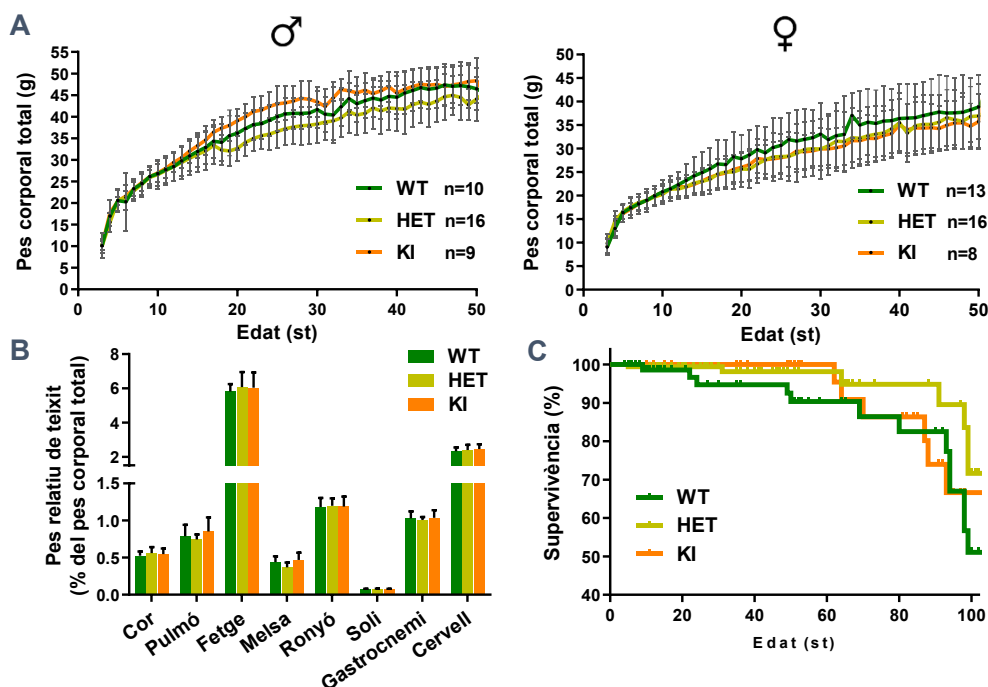 A
♂
♀
Pes corporal total (g)
55
50
45
40
35
30
25
20
15
10
5
0
WT n=10
HET n=16
KI n=9
0 10 20 30 40 50
Edat (st)
Pes corporal total (g)
50
45
40
35
30
25
20
15
10
5
0
WT n=13
HET n=16
KI n=8
0 10 20 30 40 50
Edat (st)
B
Pes relatiu de teixit
(% del pes corporal total)
8
6
4
2
1.5
1.0
0.5
0.0
WT
HET
KI
Cor
Pulmó
Fetge
Melsa
Ronyó
Soli
Gastrocnemi
Cervell
C
Supervivència (%)
100
90
80
70
60
50
40
WT
HET
KI
0 20 40 60 80 100
Edat (st)